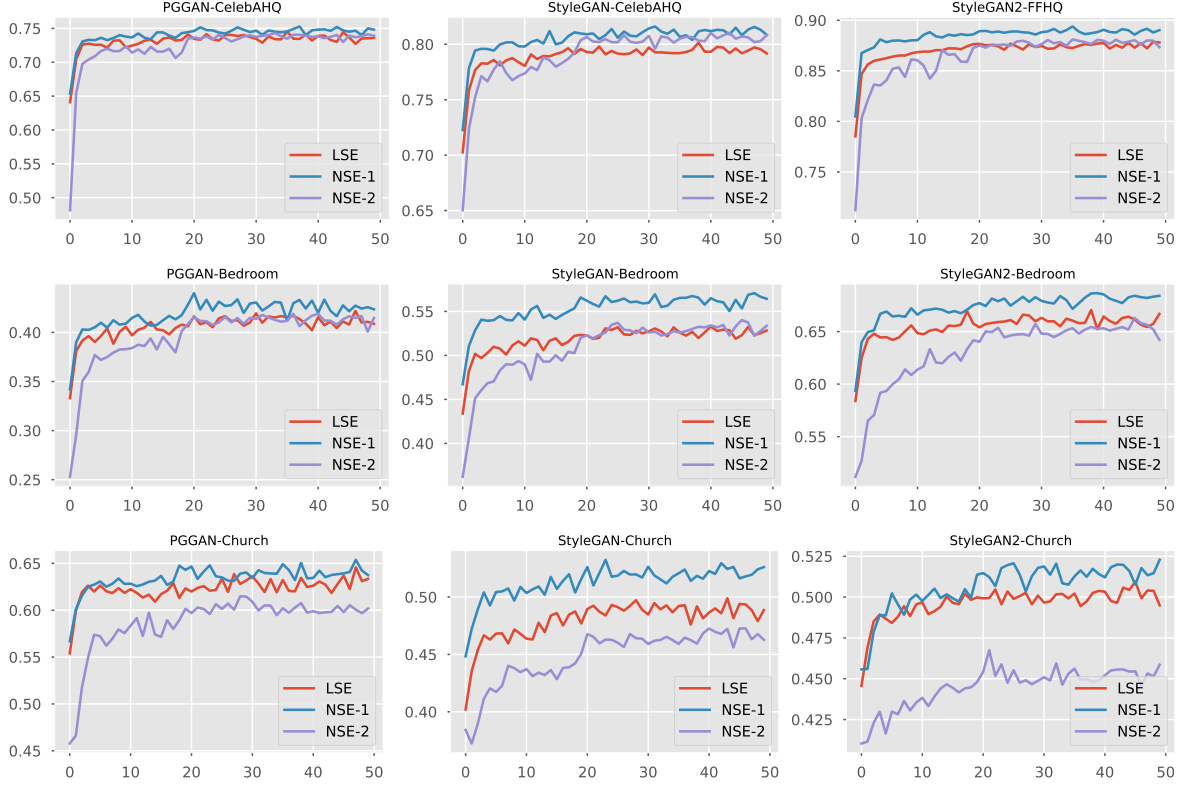 PGGAN-CelebAHQ
0.75
0.70
0.65
0.60
0.55
0.50
0 10 20 30 40 50
LSE
NSE-1
NSE-2
StyleGAN-CelebAHQ
0.80
0.75
0.70
0.65
0 10 20 30 40 50
LSE
NSE-1
NSE-2
StyleGAN2-FFHQ
0.90
0.85
0.80
0.75
0 10 20 30 40 50
LSE
NSE-1
NSE-2
PGGAN-Bedroom
0.40
0.35
0.30
0.25
0 10 20 30 40 50
LSE
NSE-1
NSE-2
StyleGAN-Bedroom
0.55
0.50
0.45
0.40
0 10 20 30 40 50
LSE
NSE-1
NSE-2
StyleGAN2-Bedroom
0.65
0.60
0.55
0 10 20 30 40 50
LSE
NSE-1
NSE-2
PGGAN-Church
0.65
0.60
0.55
0.50
0.45
0 10 20 30 40 50
LSE
NSE-1
NSE-2
StyleGAN-Church
0.50
0.45
0.40
0 10 20 30 40 50
LSE
NSE-1
NSE-2
StyleGAN2-Church
0.525
0.500
0.475
0.450
0.425
0 10 20 30 40 50
LSE
NSE-1
NSE-2